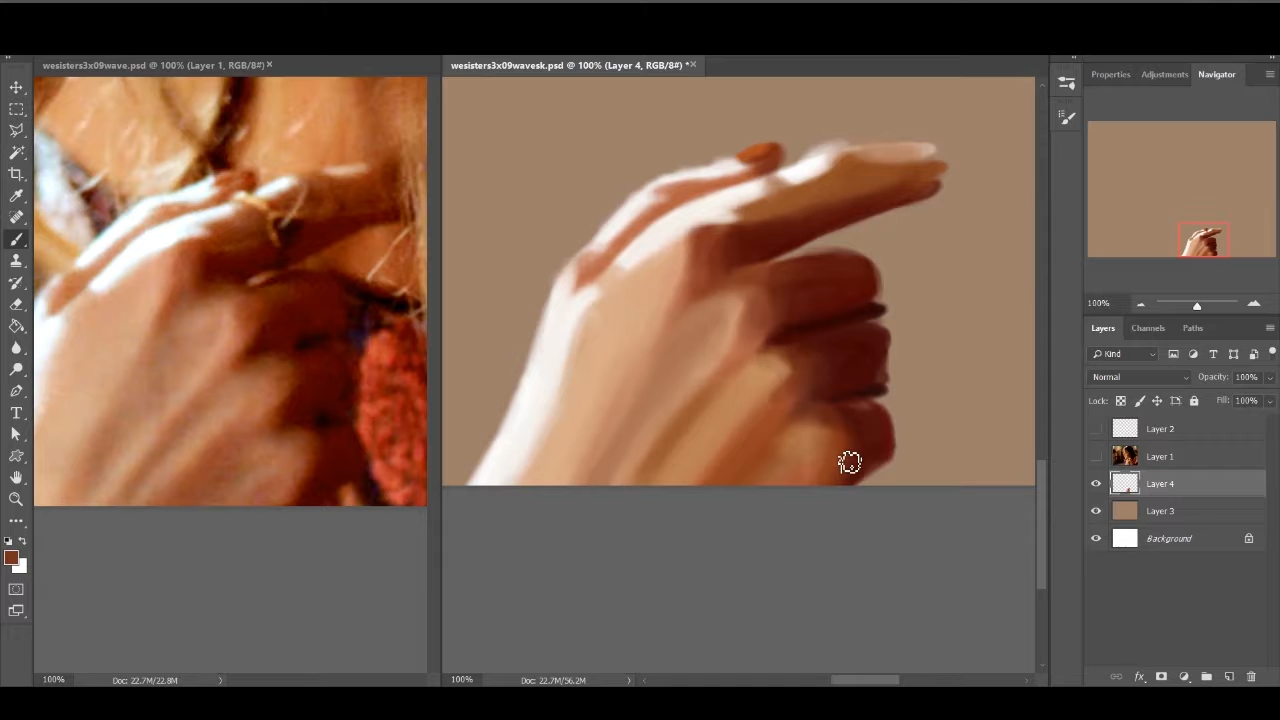 wesisters3x09wave.psd @ 100% (Layer 1, RGB/8#)
wesisters3x09wavesk.psd @ 100% (Layer 4, RGB/8#) *
Properties
Adjustments
Navigator
100%
Layers
Channels
Paths
Kind
Normal
Opacity: 100%
Lock:
Fill: 100%
Layer 2
Layer 1
Layer 4
Layer 3
Background
100%
Doc: 22.7M/22.8M
100%
Doc: 22.7M/56.2M